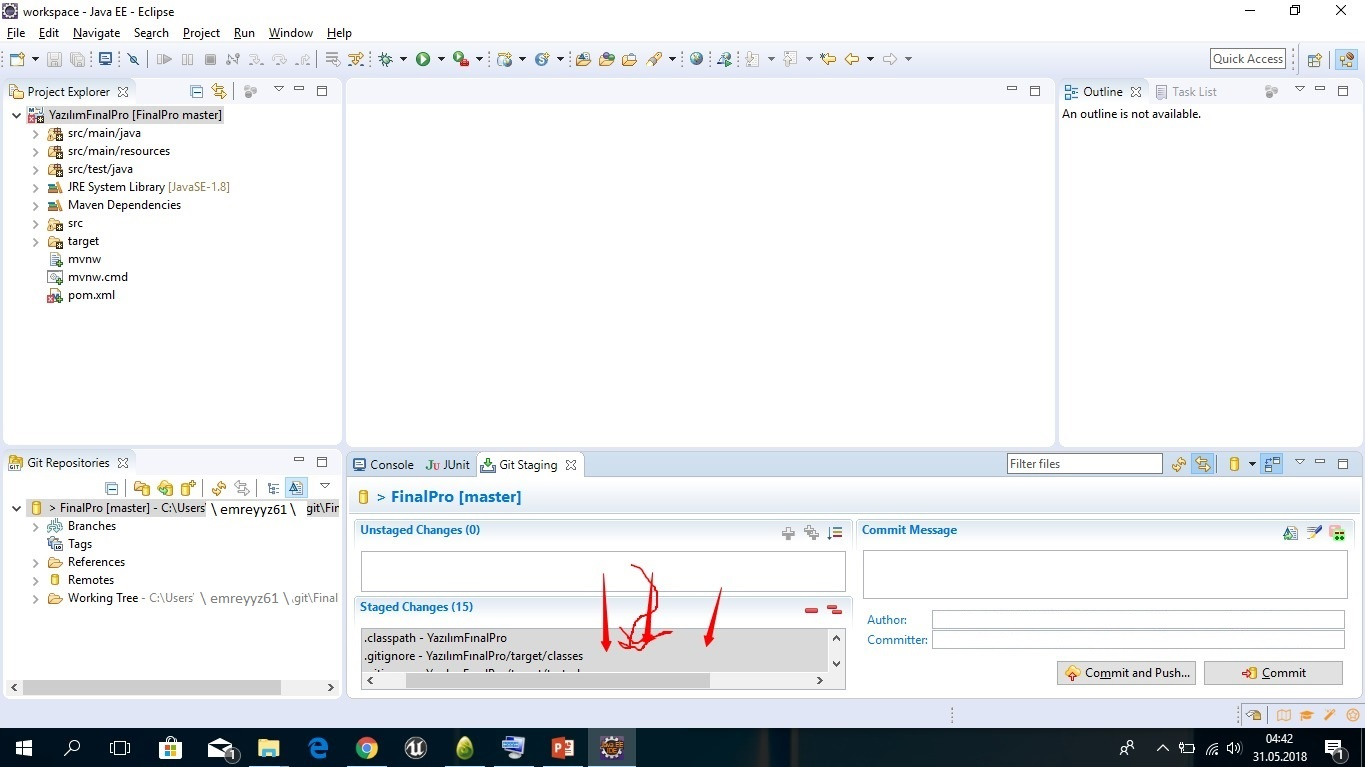 workspace - Java EE - Eclipse
File Edit Navigate Search Project Run Window Help
Quick Access
Project Explorer
YazılımFinalPro [FinalPro master]
src/main/java
src/main/resources
src/test/java
JRE System Library [JavaSE-1.8]
Maven Dependencies
src
target
mvnw
mvnw.cmd
pom.xml
Outline Task List
An outline is not available.
Git Repositories
> FinalPro [master] - C:\Users\ emreyyz61 \ git\Fin
Branches
Tags
References
Remotes
Working Tree - C:\Users\ emreyyz61 \ .git\Final
Console JUnit Git Staging
Filter files
> FinalPro [master]
Unstaged Changes (0)
Staged Changes (15)
.classpath - YazılımFinalPro
.gitignore - YazılımFinalPro/target/classes
Commit Message
Author:
Committer:
Commit and Push...
Commit
04:42
31.05.2018